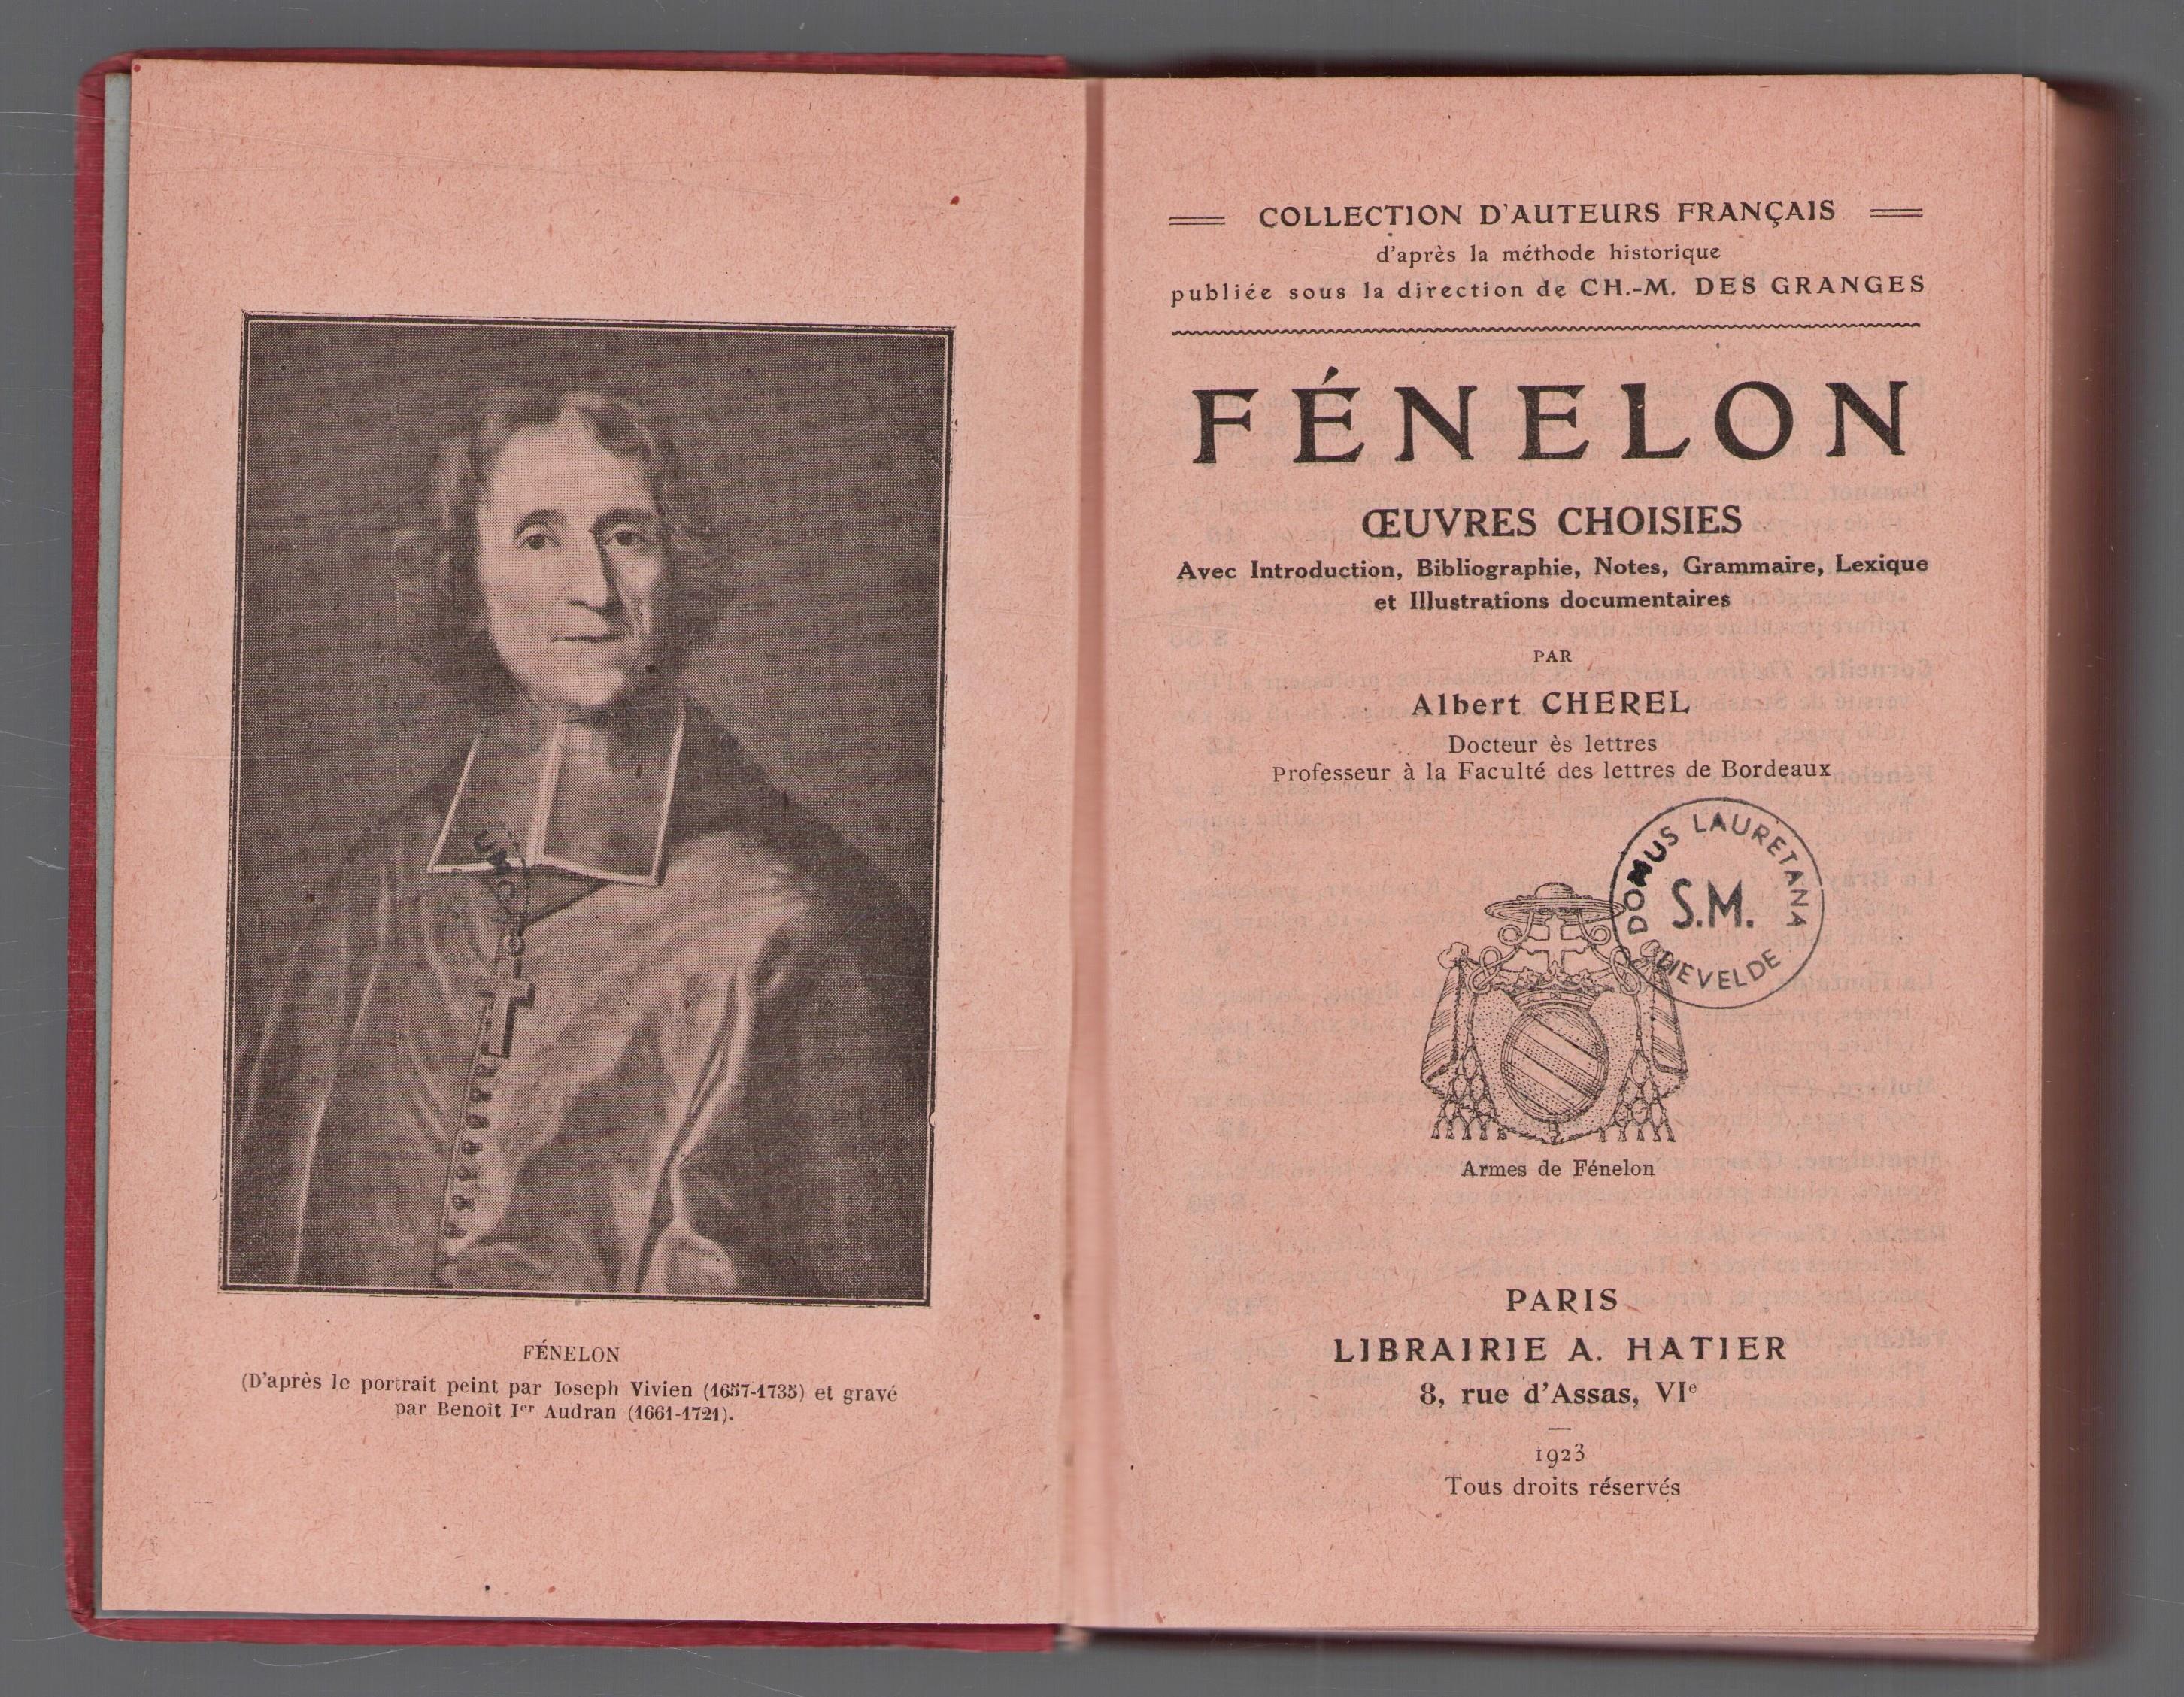 FÉNELON
(D'après le portrait peint par Joseph Vivien (1657-1735) et gravé
par Benoît Ier Audran (1661-1721).
COLLECTION D'AUTEURS FRANÇAIS
d'après la méthode historique
publiée sous la direction de CH.-M. DES GRANGES
FÉNELON
ŒUVRES CHOISIES
Avec Introduction, Bibliographie, Notes, Grammaire, Lexique
et Illustrations documentaires
PAR
Albert CHEREL
Docteur ès lettres
Professeur à la Faculté des lettres de Bordeaux
DOMUS LAURETANA
S.M.
Armes de Fénelon
PARIS
LIBRAIRIE A. HATIER
8, rue d'Assas, VIe
1923
Tous droits réservés